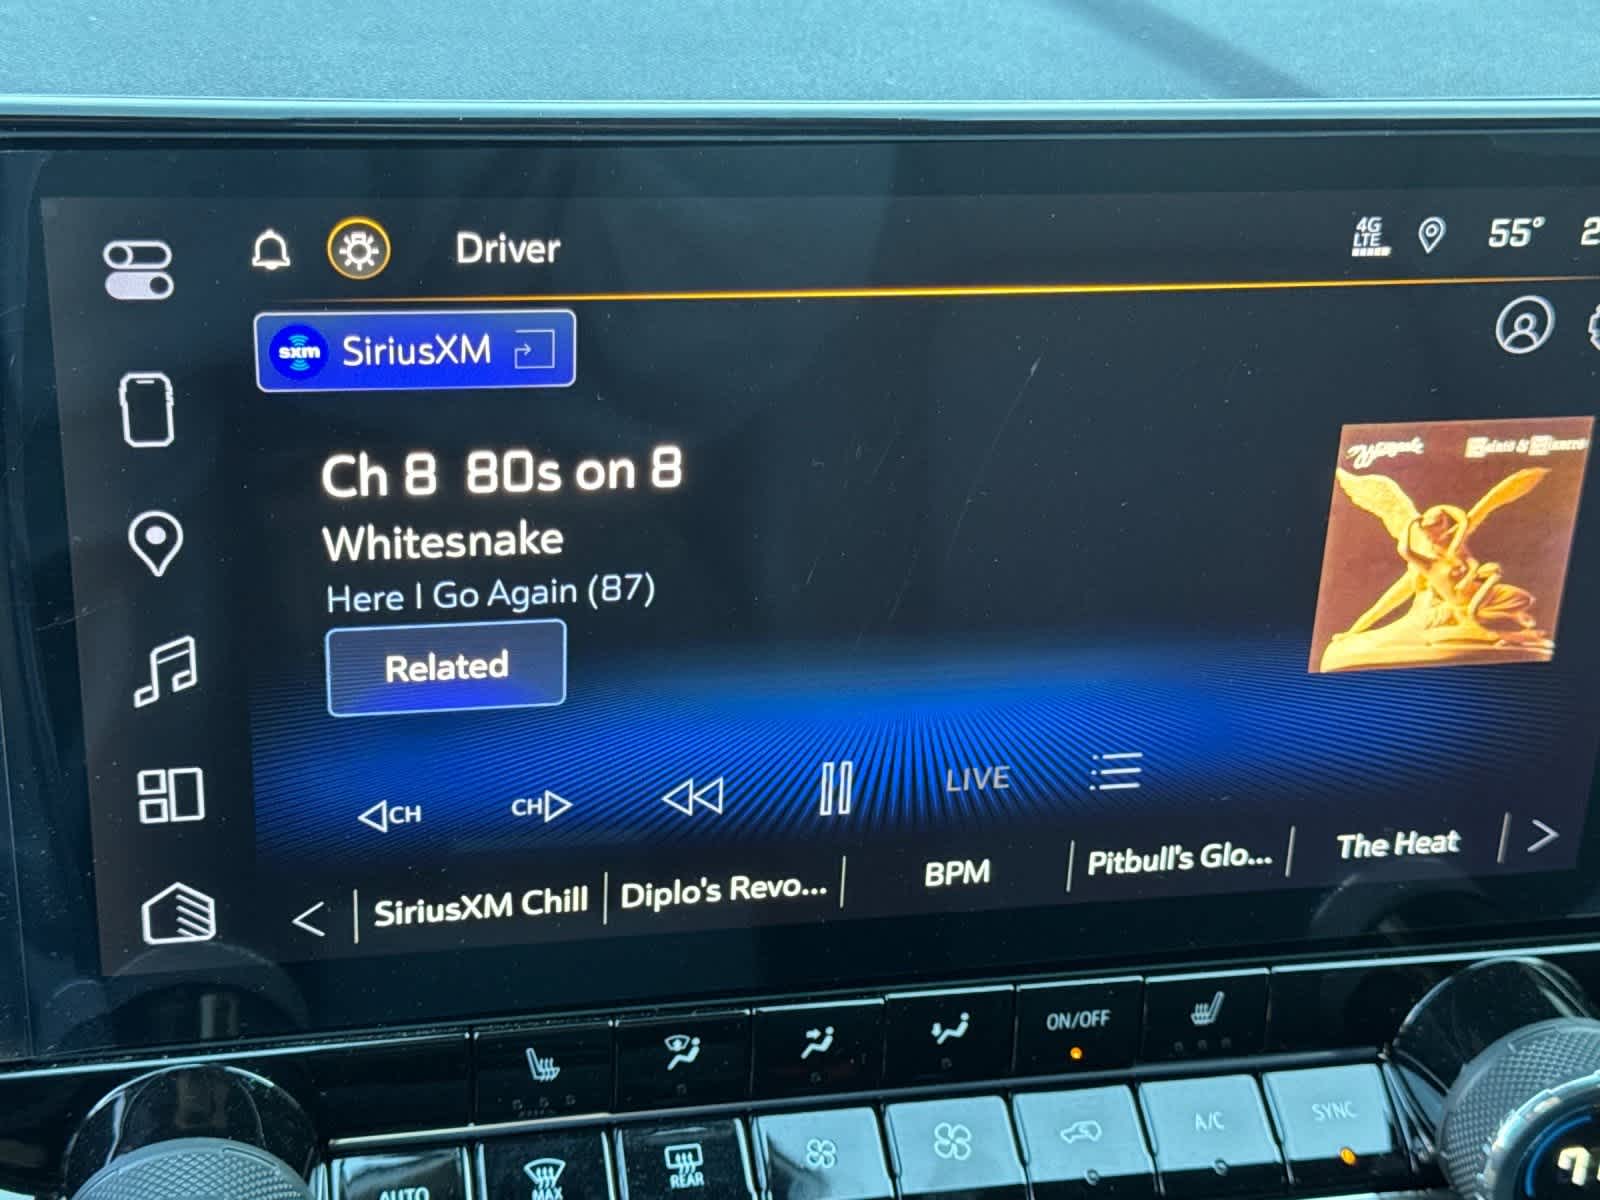 Driver
4G
LTE
55°
sxm SiriusXM
Ch 8 80s on 8
Whitesnake
Here I Go Again (87)
Related
Whitesnake
Saints & Sinners
CH
CH
LIVE
SiriusXM Chill
Diplo's Revo...
BPM
Pitbull's Glo...
The Heat
ON/OFF
AUTO
MAX
REAR
A/C
SYNC